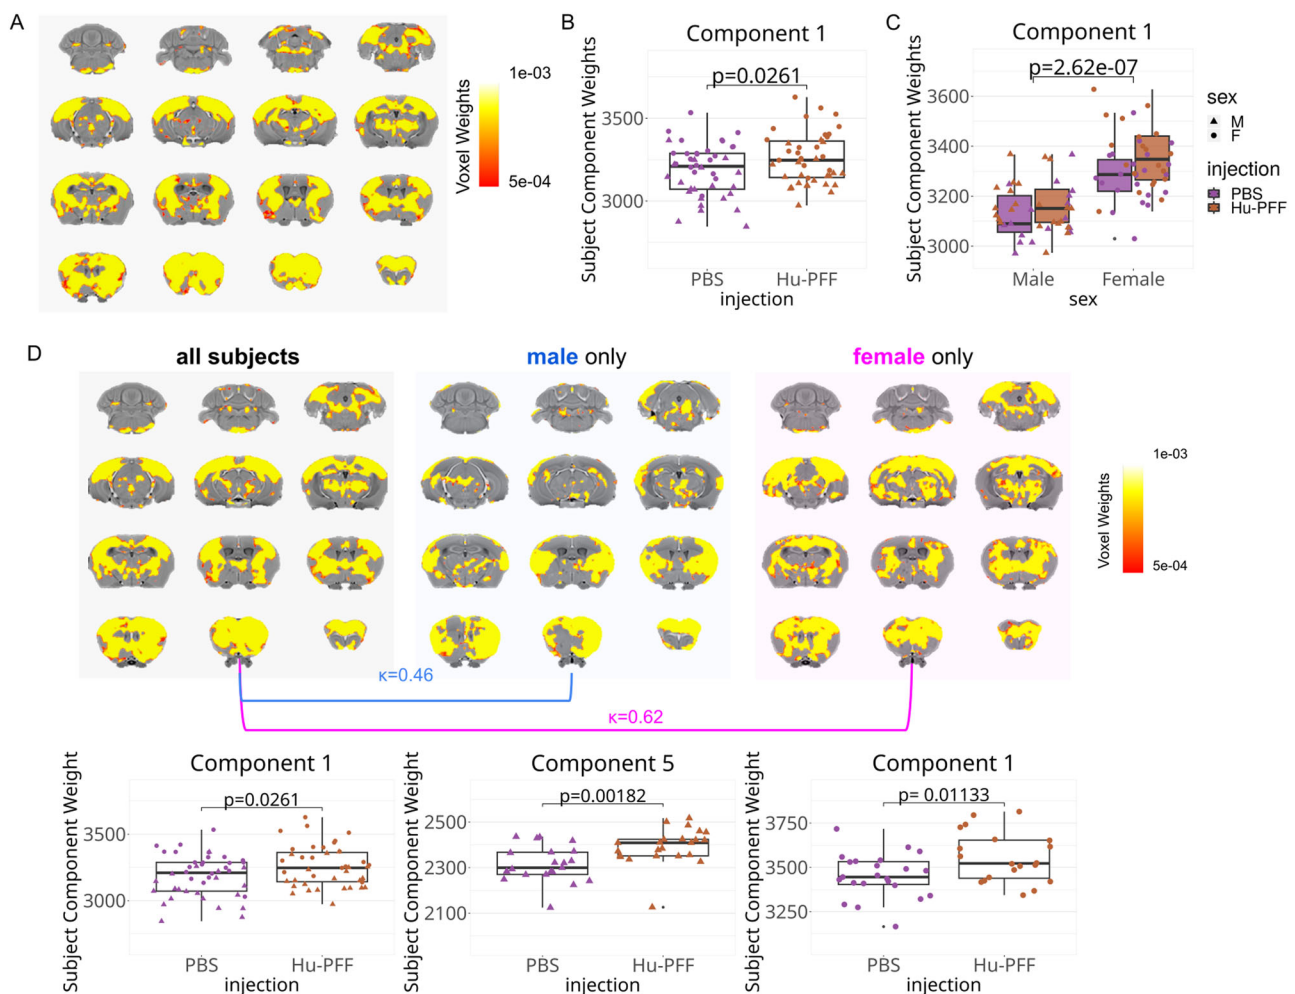 A
1e-03
Voxel Weights
5e-04
B
Component 1
p=0.0261
Subject Component Weights
3500
3000
PBS
Hu-PFF
injection
C
Component 1
p=2.62e-07
Subject Component Weights
3600
3400
3200
3000
Male
Female
sex
sex
M
F
injection
PBS
Hu-PFF
D
all subjects
male only
female only
1e-03
Voxel Weights
5e-04
κ=0.46
κ=0.62
Component 1
p=0.0261
Subject Component Weight
3500
3000
PBS
Hu-PFF
injection
Component 5
p=0.00182
Subject Component Weight
2500
2300
2100
PBS
Hu-PFF
injection
Component 1
p= 0.01133
Subject Component Weight
3750
3500
3250
PBS
Hu-PFF
injection